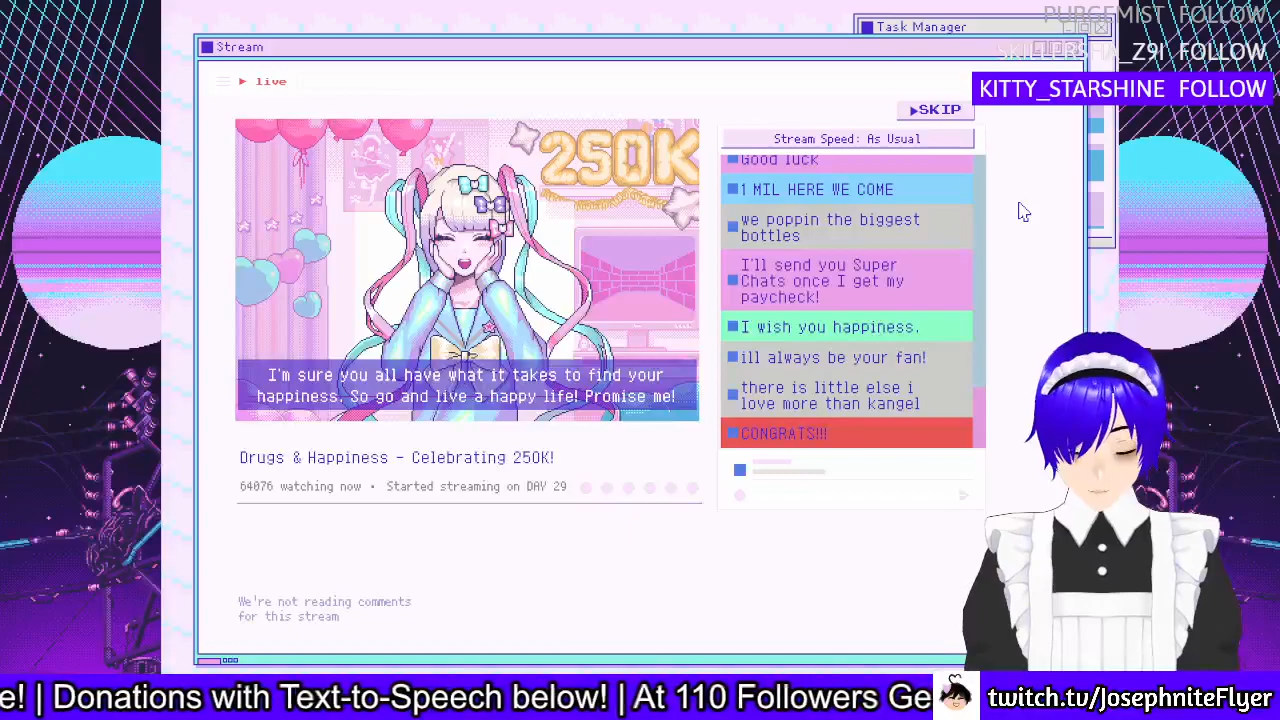 PURGEMIST FOLLOW
Task Manager
Stream
SKILLERSHA_Z9I FOLLOW
live
KITTY_STARSHINE FOLLOW
▶SKIP
Stream Speed: As Usual
250K
Good luck
1 MIL HERE WE COME
we poppin the biggest
bottles
I'll send you Super
Chats once I get my
paycheck!
I wish you happiness.
ill always be your fan!
there is little else i
love more than kangel
CONGRATS!!!
I'm sure you all have what it takes to find your
happiness. So go and live a happy life! Promise me!
Drugs & Happiness - Celebrating 250K!
64076 watching now • Started streaming on DAY 29
We're not reading comments
for this stream
e! | Donations with Text-to-Speech below! | At 110 Followers Ge
twitch.tv/JosephniteFlyer